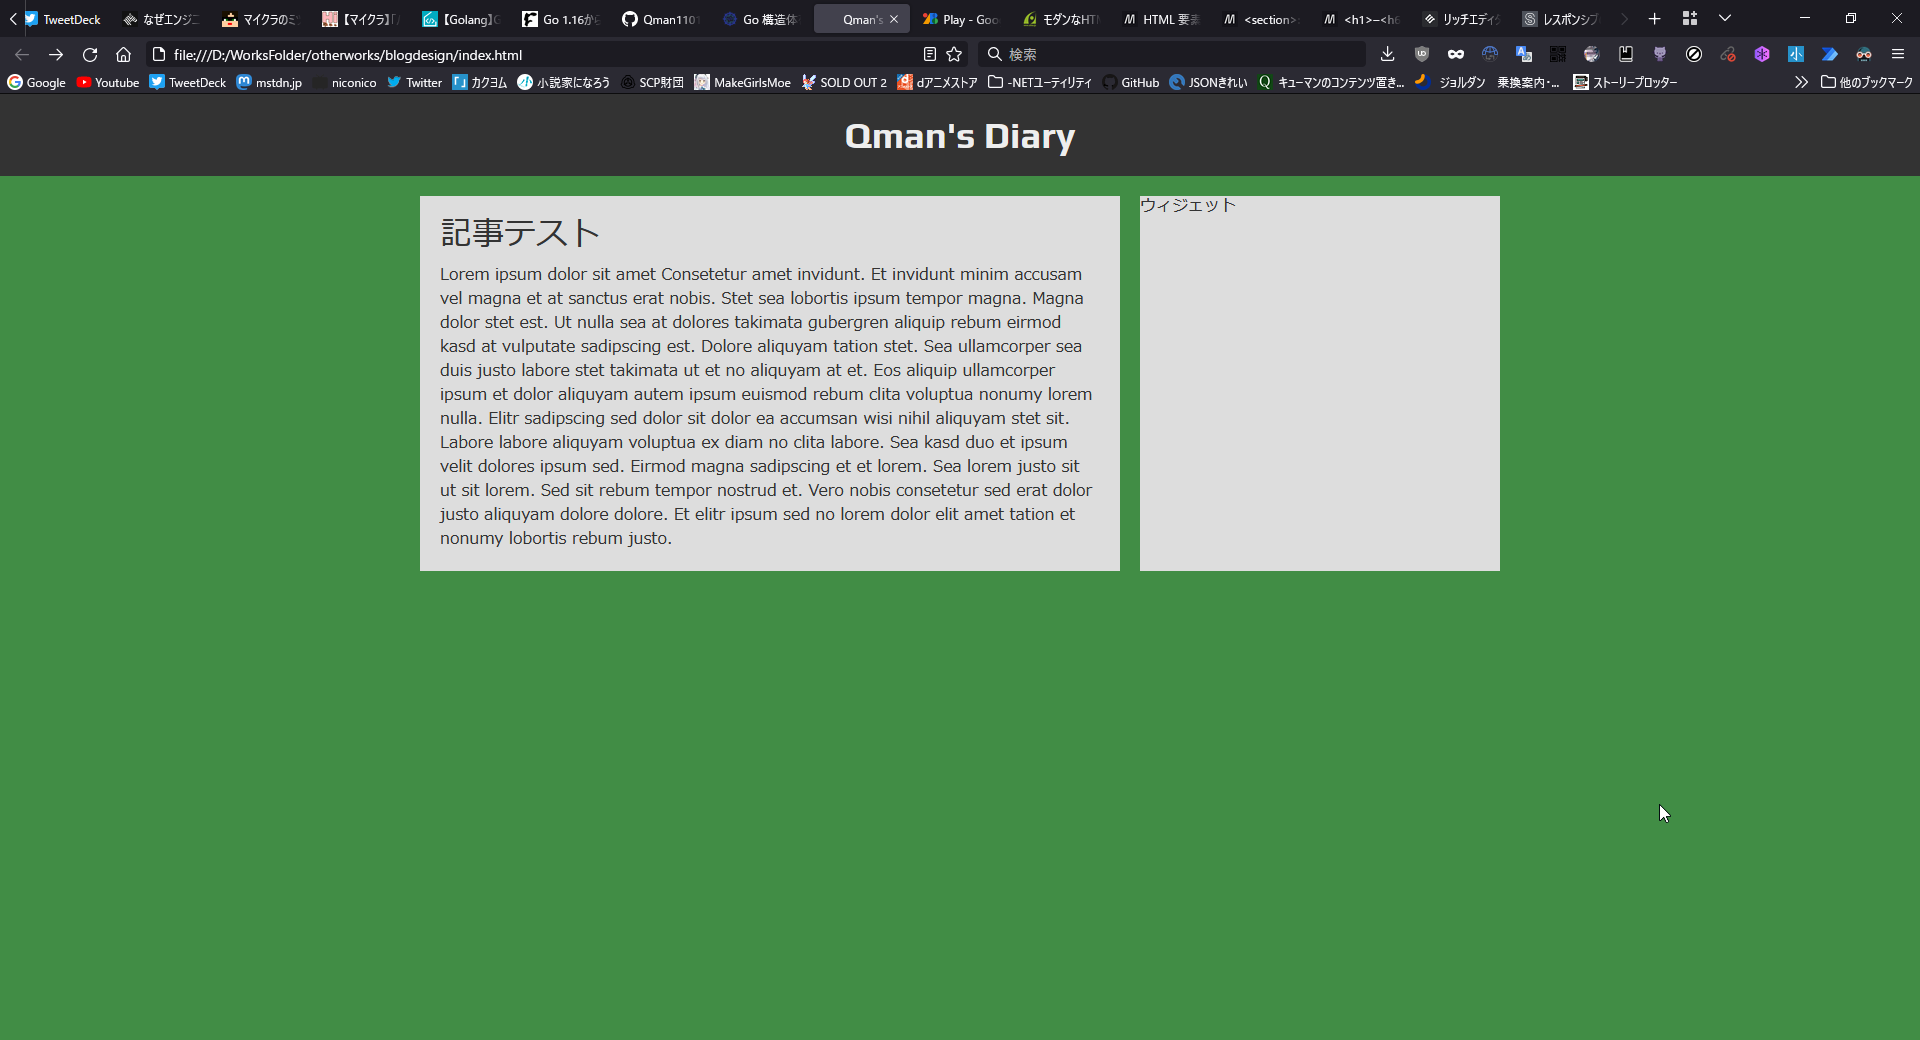 TweetDeck なぜエンジニ マイクラのミ 【マイクラ】 【Golang】G Go 1.16か Qman1101 Go 構造体 Qman's Play - Goo モダンなHT HTML 要素 <section> <h1>–<h6 リッチエディタ レスポンシブ
file:///D:/WorksFolder/otherworks/blogdesign/index.html 検索
Google Youtube TweetDeck mstdn.jp niconico Twitter カクヨム 小説家になろう SCP財団 MakeGirlsMoe SOLD OUT 2 dアニメストア -NETユーティリティ GitHub JSONきれい キューマンのコンテンツ置き... ジョルダン 乗換案内・... ストーリープロッター 他のブックマーク
Qman's Diary
記事テスト
Lorem ipsum dolor sit amet Consetetur amet invidunt. Et invidunt minim accusam
vel magna et at sanctus erat nobis. Stet sea lobortis ipsum tempor magna. Magna
dolor stet est. Ut nulla sea at dolores takimata gubergren aliquip rebum eirmod
kasd at vulputate sadipscing est. Dolore aliquyam tation stet. Sea ullamcorper sea
duis justo labore stet takimata ut et no aliquyam at et. Eos aliquip ullamcorper
ipsum et dolor aliquyam autem ipsum euismod rebum clita voluptua nonumy lorem
nulla. Elitr sadipscing sed dolor sit dolor ea accumsan wisi nihil aliquyam stet sit.
Labore labore aliquyam voluptua ex diam no clita labore. Sea kasd duo et ipsum
velit dolores ipsum sed. Eirmod magna sadipscing et et lorem. Sea lorem justo sit
ut sit lorem. Sed sit rebum tempor nostrud et. Vero nobis consetetur sed erat dolor
justo aliquyam dolore dolore. Et elitr ipsum sed no lorem dolor elit amet tation et
nonumy lobortis rebum justo.
ウィジェット